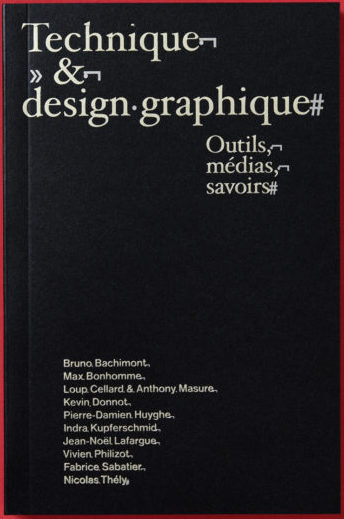 Technique¬
» &¬
design·graphique#
Outils,¬
médias,¬
savoirs#
Bruno Bachimont
Max Bonhomme
Loup Cellard & Anthony Masure
Kevin Donnot
Pierre-Damien Huyghe
Indra Kupferschmid
Jean-Noël Lafargue
Vivien Philizot
Fabrice Sabatier
Nicolas Thély#